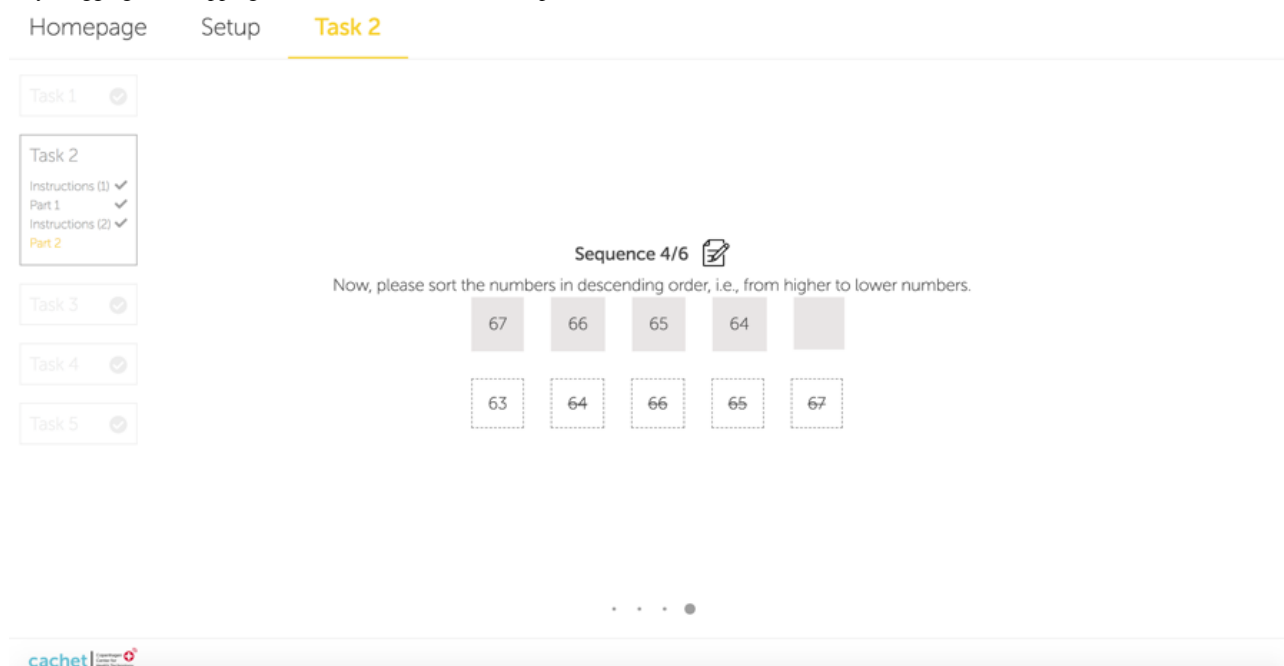 Homepage Setup Task 2
Task 1
Task 2
Instructions (1)
Part 1
Instructions (2)
Part 2
Task 3
Task 4
Task 5
Sequence 4/6
Now, please sort the numbers in descending order, i.e., from higher to lower numbers.
67 66 65 64
63 64 66 65 67
cachet